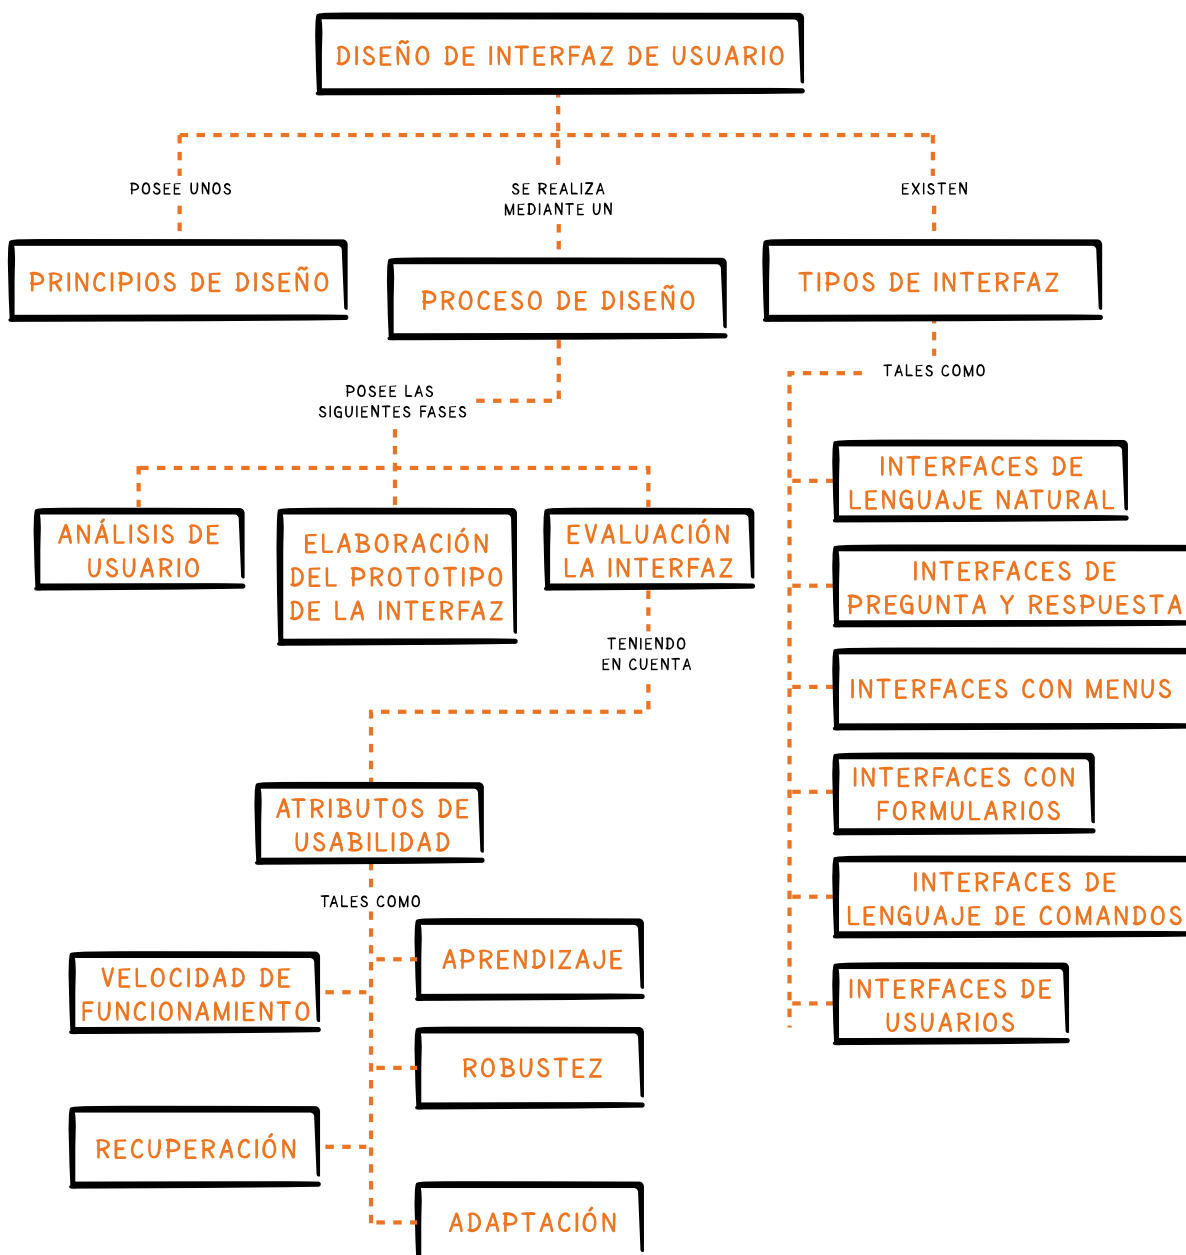 DISEÑO DE INTERFAZ DE USUARIO
POSEE UNOS
SE REALIZA
MEDIANTE UN
EXISTEN
PRINCIPIOS DE DISEÑO
PROCESO DE DISEÑO
TIPOS DE INTERFAZ
POSEE LAS
SIGUIENTES FASES
TALES COMO
ANÁLISIS DE
USUARIO
ELABORACIÓN
DEL PROTOTIPO
DE LA INTERFAZ
EVALUACIÓN
LA INTERFAZ
INTERFACES DE
LENGUAJE NATURAL
INTERFACES DE
PREGUNTA Y RESPUESTA
INTERFACES CON MENUS
INTERFACES CON
FORMULARIOS
INTERFACES DE
LENGUAJE DE COMANDOS
INTERFACES DE
USUARIOS
TENIENDO
EN CUENTA
ATRIBUTOS DE
USABILIDAD
TALES COMO
VELOCIDAD DE
FUNCIONAMIENTO
APRENDIZAJE
ROBUSTEZ
RECUPERACIÓN
ADAPTACIÓN